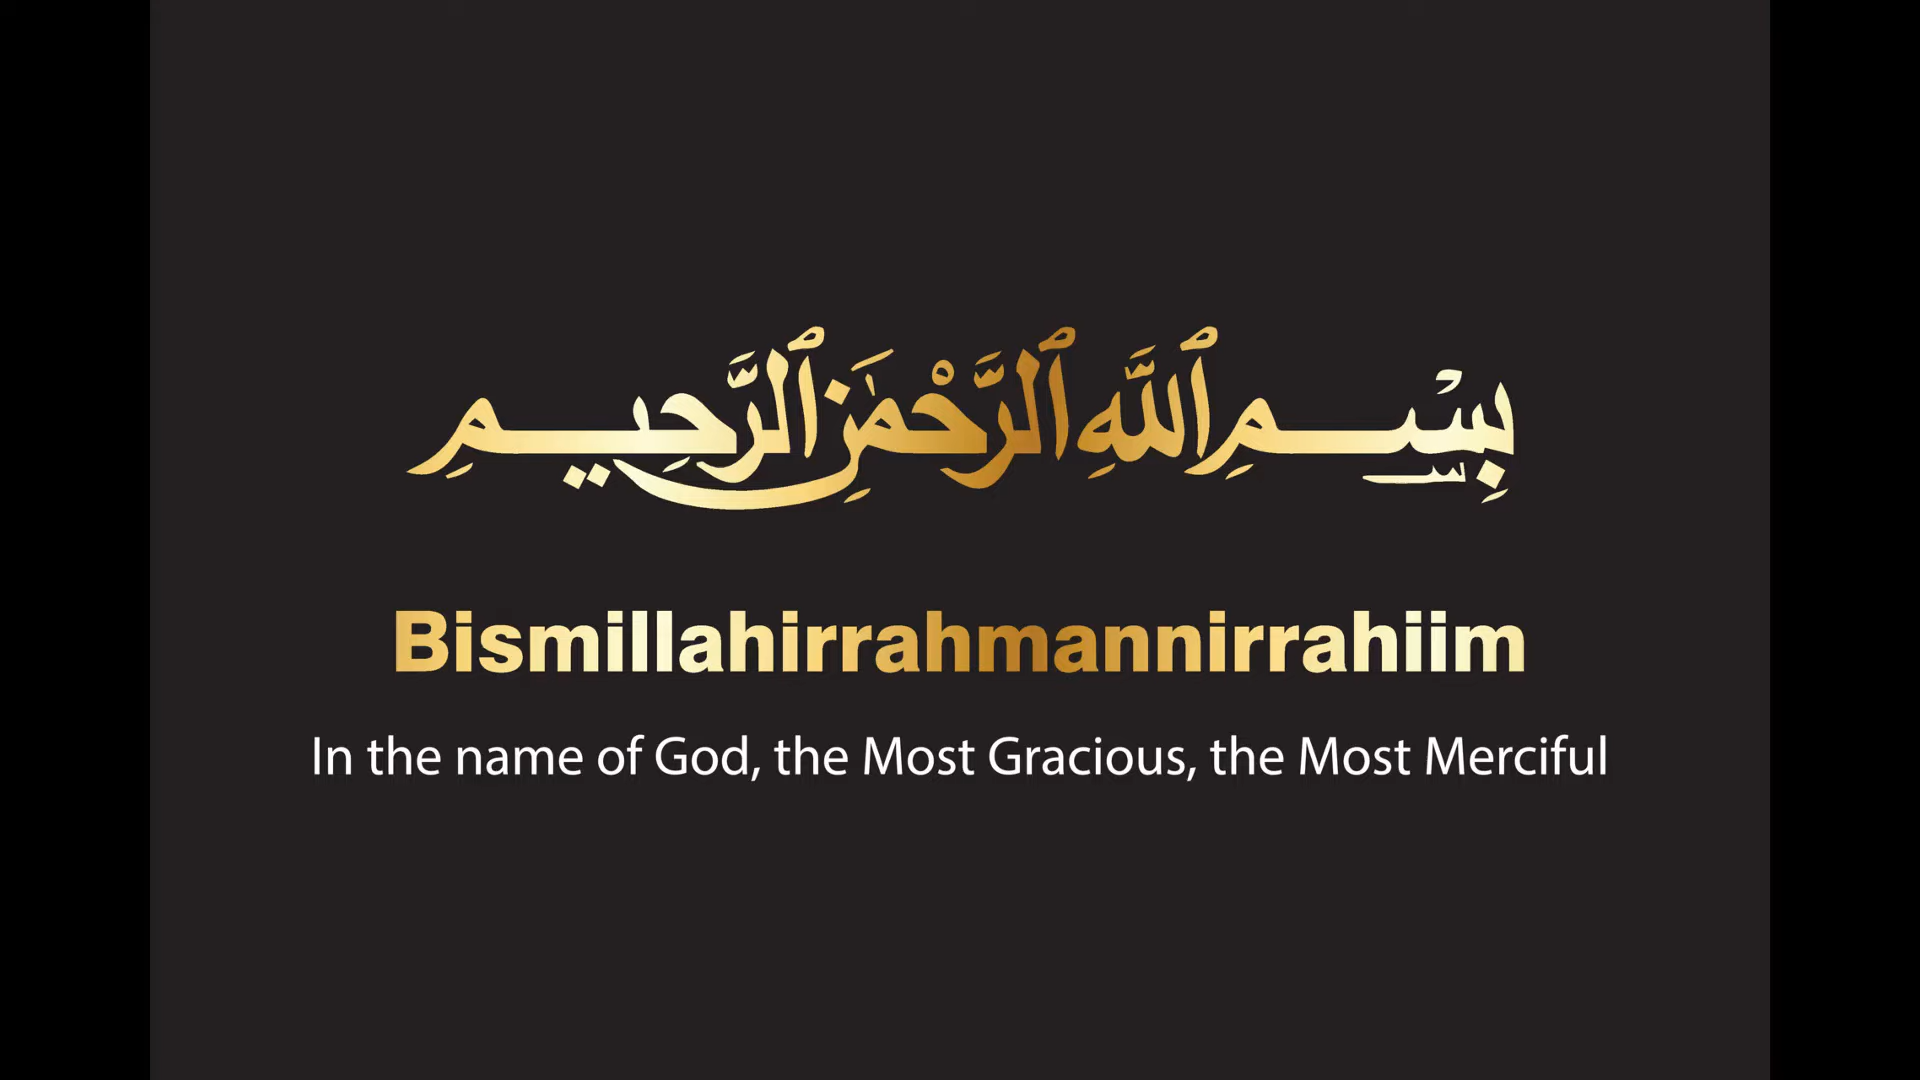 بِسْمِ ٱللَّهِ ٱلرَّحْمَٰنِ ٱلرَّحِيمِ
Bismillahirrahmannirrahiim
In the name of God, the Most Gracious, the Most Merciful